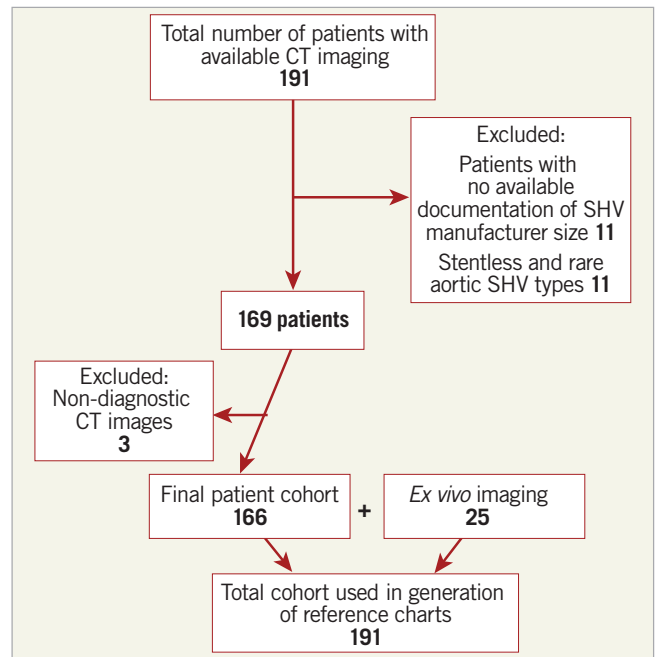 Total number of patients with
available CT imaging
191
Excluded:
Patients with
no available
documentation of SHV
manufacturer size 11
Stentless and rare
aortic SHV types 11
169 patients
Excluded:
Non-diagnostic
CT images
3
Final patient cohort
166
+
Ex vivo imaging
25
Total cohort used in generation
of reference charts
191